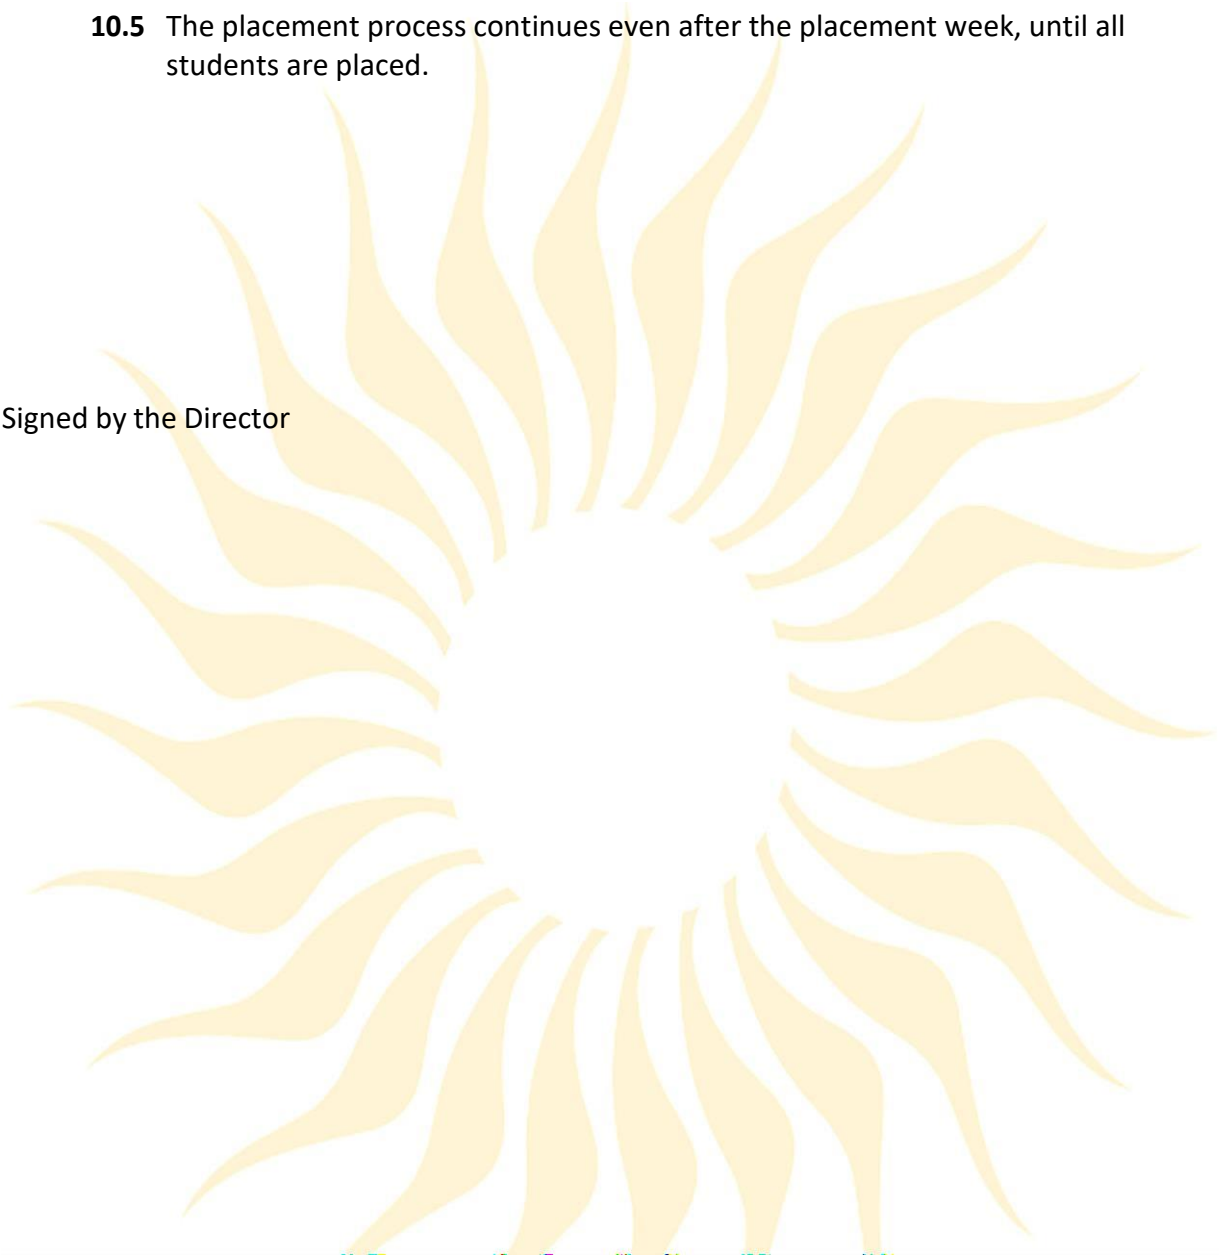 10.5 The placement process continues even after the placement week, until all
students are placed.
Signed by the Director